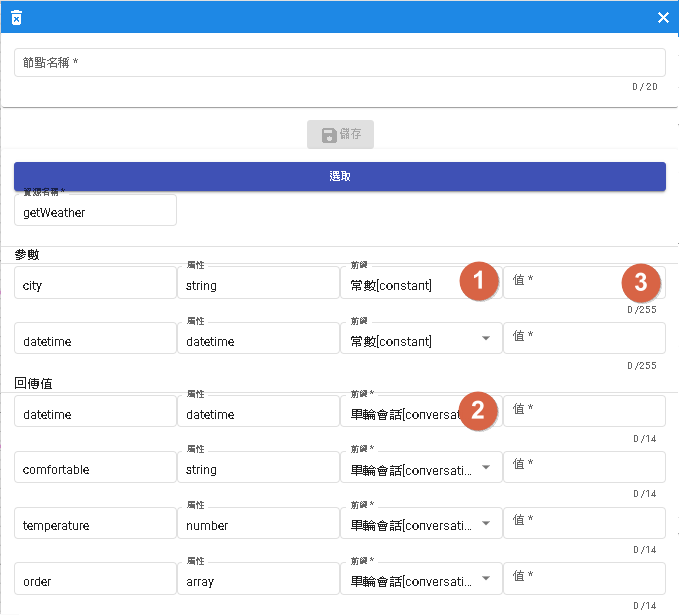 節點名稱 *
0 / 20
儲存
選取
資源名稱 *
getWeather
參數
屬性 前綴
city string 常數[constant] 1 值 * 3
0 / 255
屬性 前綴
datetime datetime 常數[constant] 值 *
0 / 255
回傳值
屬性 前綴 *
datetime datetime 單輪會話[conversat 2 值 *
0 / 14
屬性 前綴 *
comfortable string 單輪會話[conversati... 值 *
0 / 14
屬性 前綴 *
temperature number 單輪會話[conversati... 值 *
0 / 14
屬性 前綴 *
order array 單輪會話[conversati... 值 *
0 / 14